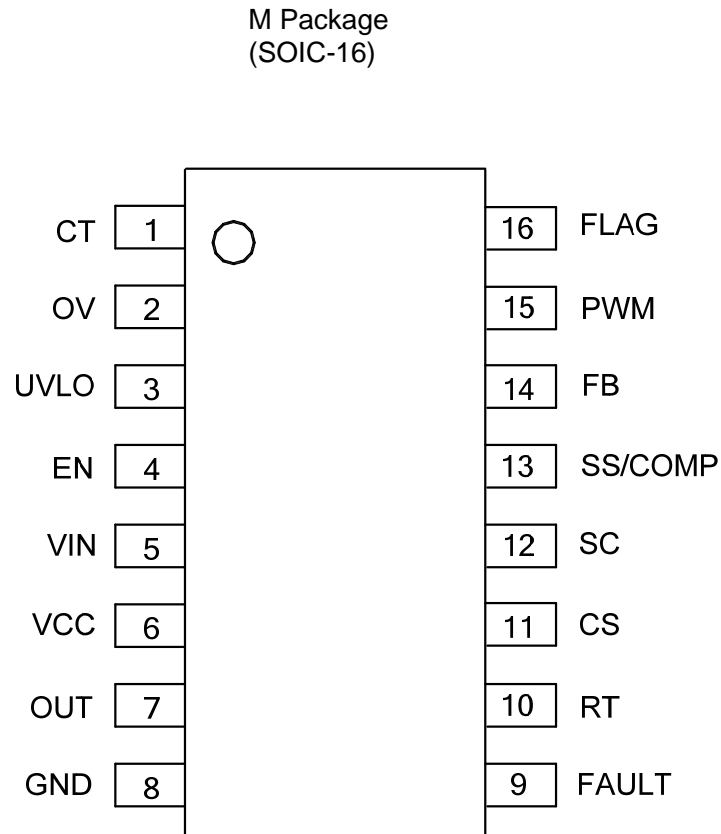 M Package
(SOIC-16)
CT 1 16 FLAG
OV 2 15 PWM
UVLO 3 14 FB
EN 4 13 SS/COMP
VIN 5 12 SC
VCC 6 11 CS
OUT 7 10 RT
GND 8 9 FAULT